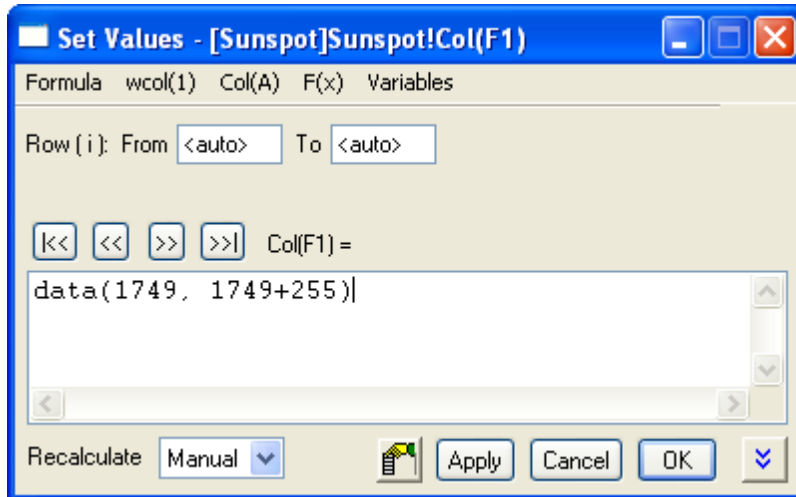 Set Values - [Sunspot]Sunspot!Col(F1)
Formula wcol(1) Col(A) F(x) Variables
Row (i): From <auto> To <auto>
|<< << >> >>| Col(F1) =
data(1749, 1749+255)
Recalculate Manual Apply Cancel OK